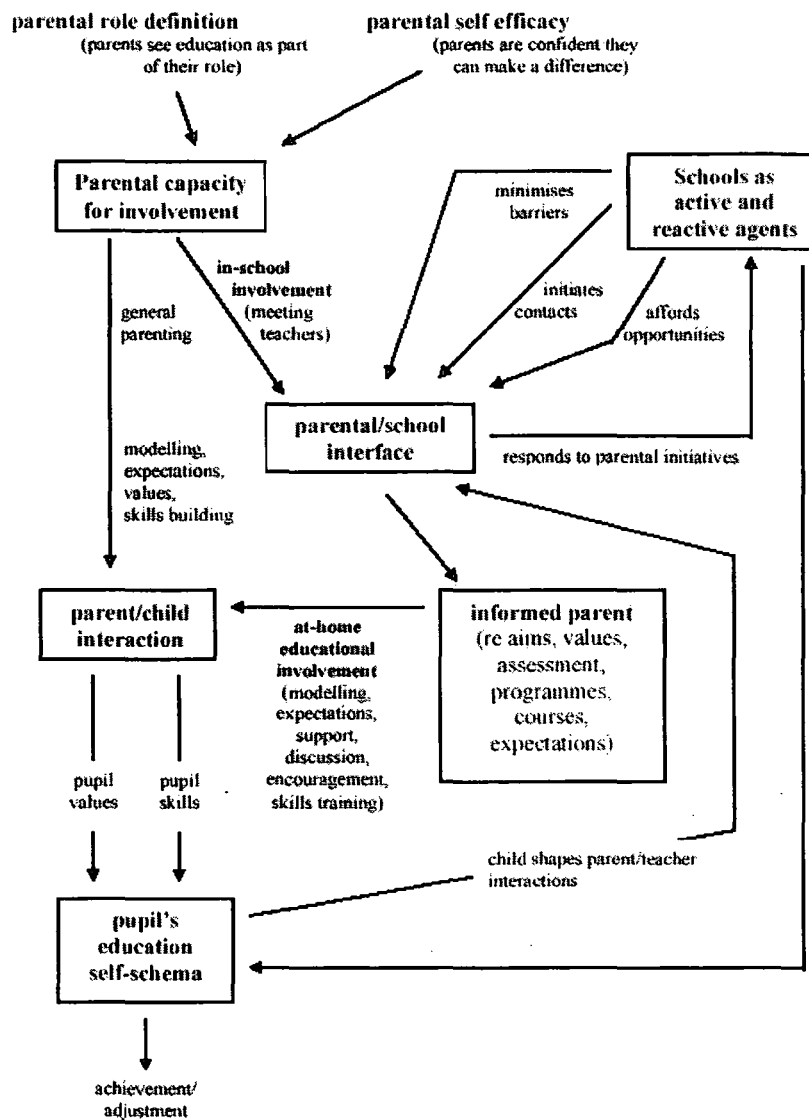 parental role definition
(parents see education as part
of their role)
parental self efficacy
(parents are confident they
can make a difference)
Parental capacity
for involvement
Schools as
active and
reactive agents
minimises
barriers
in-school
involvement
(meeting
teachers)
general
parenting
initiates
contacts
affords
opportunities
parental/school
interface
responds to parental initiatives
modelling,
expectations,
values,
skills building
parent/child
interaction
at-home
educational
involvement
(modelling,
expectations,
support,
discussion,
encouragement,
skills training)
informed parent
(re aims, values,
assessment,
programmes,
courses,
expectations)
pupil
values
pupil
skills
child shapes parent/teacher
interactions
pupil's
education
self-schema
achievement/
adjustment